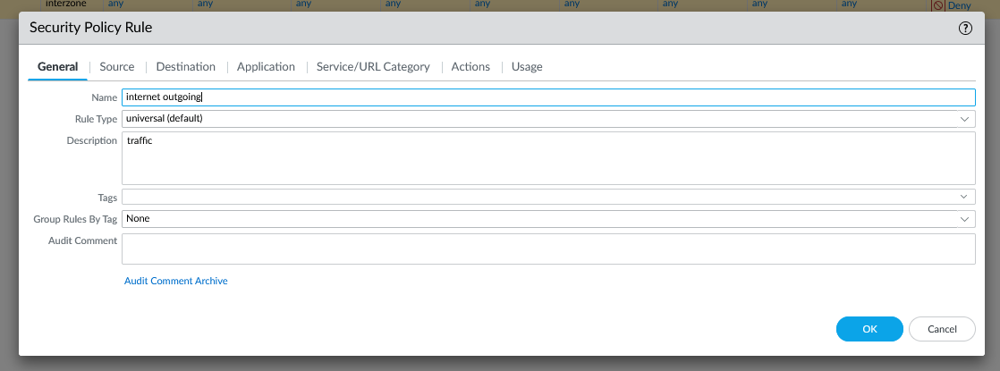 interzone any any any any any any any any any Deny
Security Policy Rule ?
General Source Destination Application Service/URL Category Actions Usage
Name internet outgoing
Rule Type universal (default)
Description traffic
Tags
Group Rules By Tag None
Audit Comment
Audit Comment Archive
OK Cancel